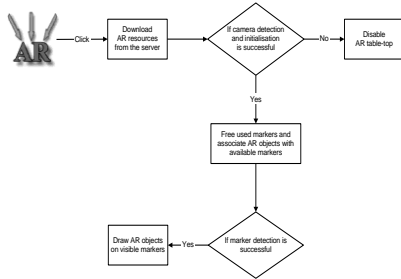 AR
Click
Download
AR resources
from the server
If camera detection
and initialisation
is successful
No
Disable
AR table-top
Yes
Free used markers and
associate AR objects with
available markers
If marker detection is
successful
Yes
Draw AR objects
on visible markers